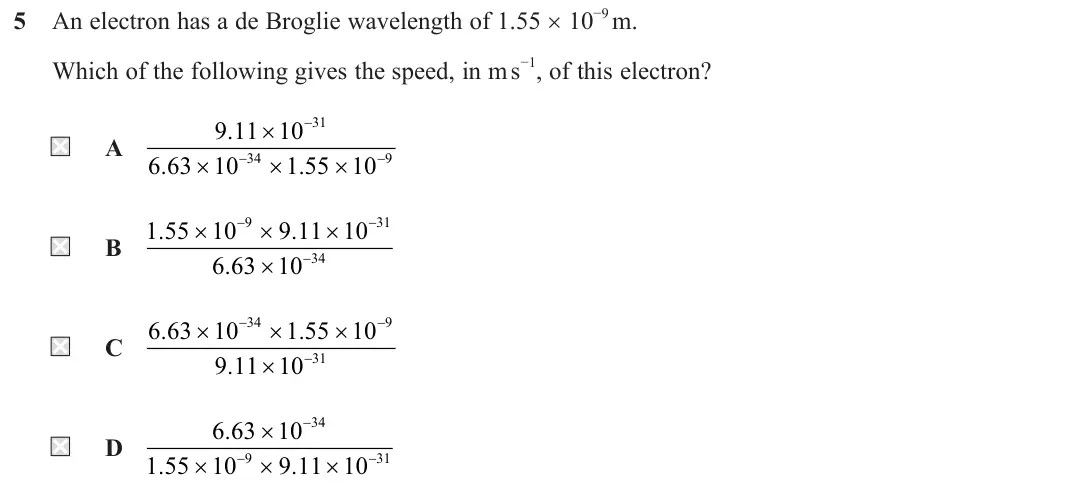 5 An electron has a de Broglie wavelength of 1.55 × 10⁻⁹ m.
Which of the following gives the speed, in m s⁻¹, of this electron?
A 9.11 × 10⁻³¹
6.63 × 10⁻³⁴ × 1.55 × 10⁻⁹
B 1.55 × 10⁻⁹ × 9.11 × 10⁻³¹
6.63 × 10⁻³⁴
C 6.63 × 10⁻³⁴ × 1.55 × 10⁻⁹
9.11 × 10⁻³¹
D 6.63 × 10⁻³⁴
1.55 × 10⁻⁹ × 9.11 × 10⁻³¹